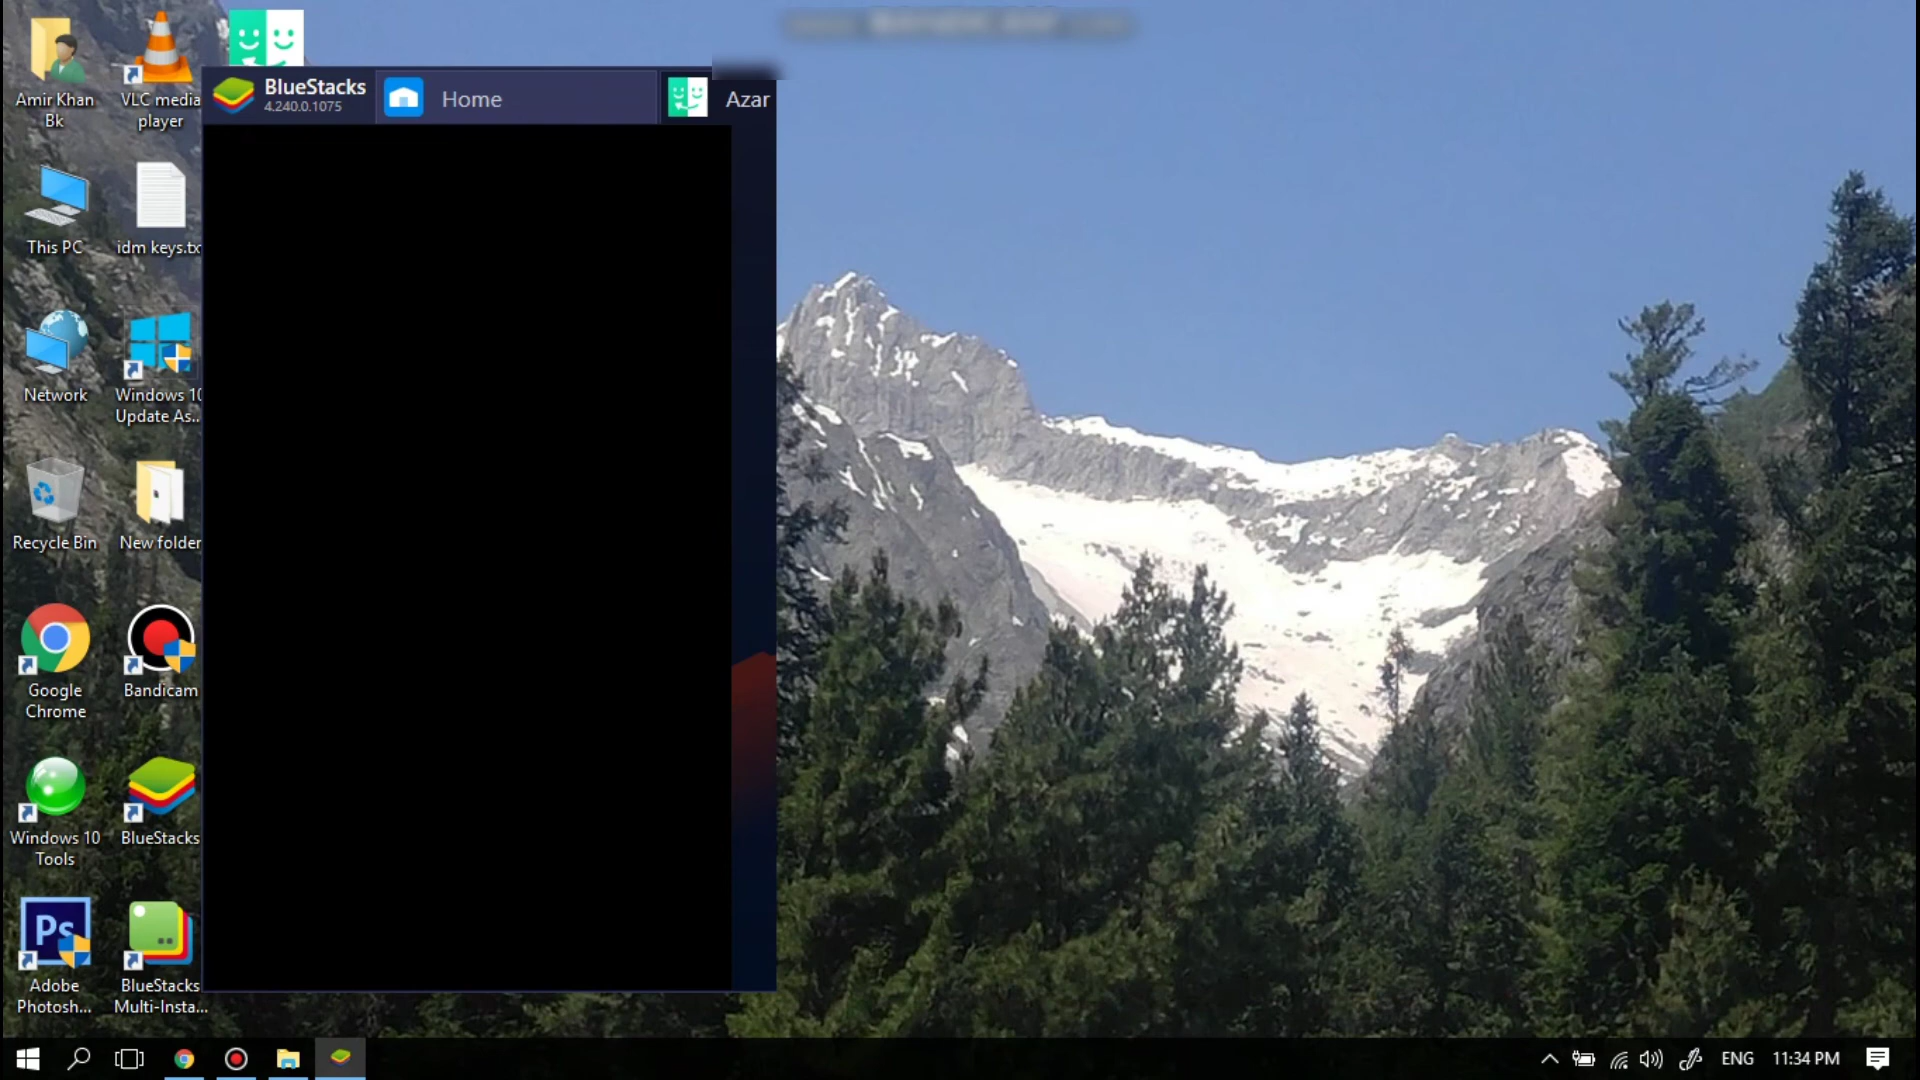 Amir Khan
Bk
VLC media
player
This PC
idm keys.tx
Network
Windows 10
Update As...
Recycle Bin
New folder
Google
Chrome
Bandicam
Windows 10
Tools
BlueStacks
Ps
Adobe
Photosh...
BlueStacks
Multi-Insta...
BlueStacks
4.240.0.1075
Home
Azar
ENG
11:34 PM